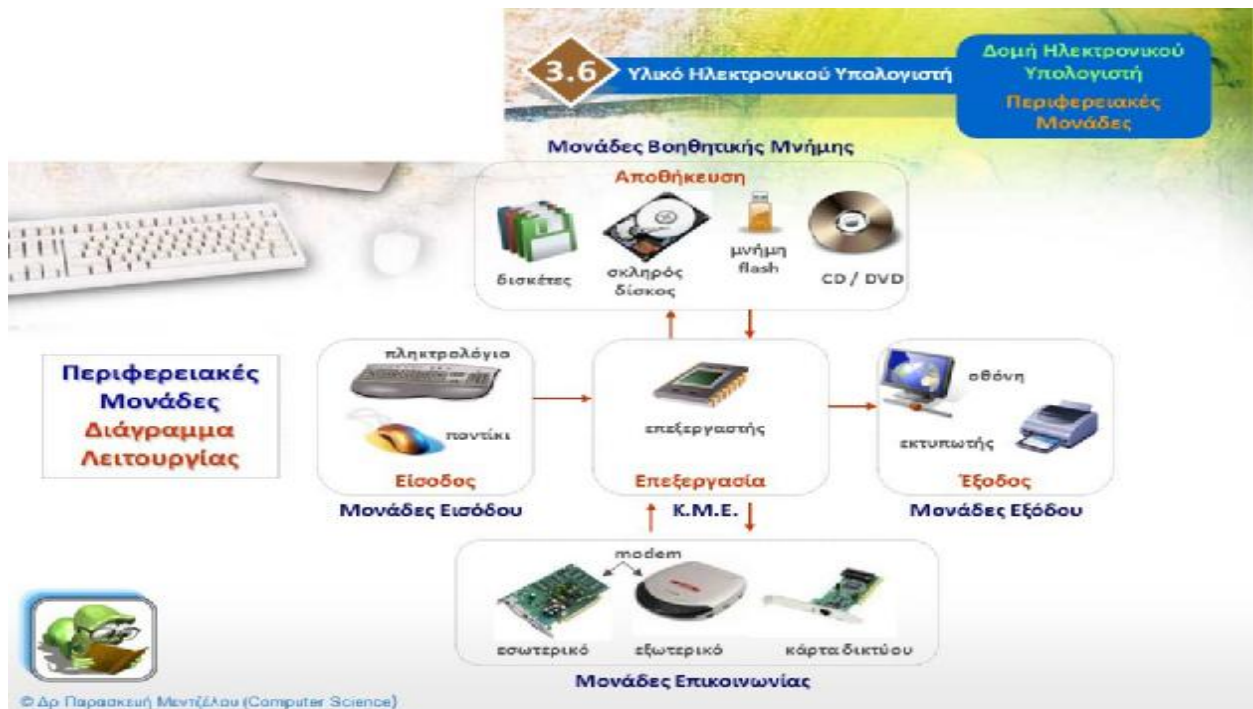 3.6
Υλικό Ηλεκτρονικού Υπολογιστή
Δομή Ηλεκτρονικού
Υπολογιστή
Περιφερειακές
Μονάδες
Μονάδες Βοηθητικής Μνήμης
Αποθήκευση
δισκέτες
σκληρός
δίσκος
μνήμη
flash
CD / DVD
Περιφερειακές
Μονάδες
Διάγραμμα
Λειτουργίας
πληκτρολόγιο
ποντίκι
Είσοδος
Μονάδες Εισόδου
επεξεργαστής
Επεξεργασία
Κ.Μ.Ε.
οθόνη
εκτυπωτής
Έξοδος
Μονάδες Εξόδου
modem
εσωτερικό
εξωτερικό
κάρτα δικτύου
Μονάδες Επικοινωνίας
© Δρ Παρασκευή Μεντζέλου (Computer Science)